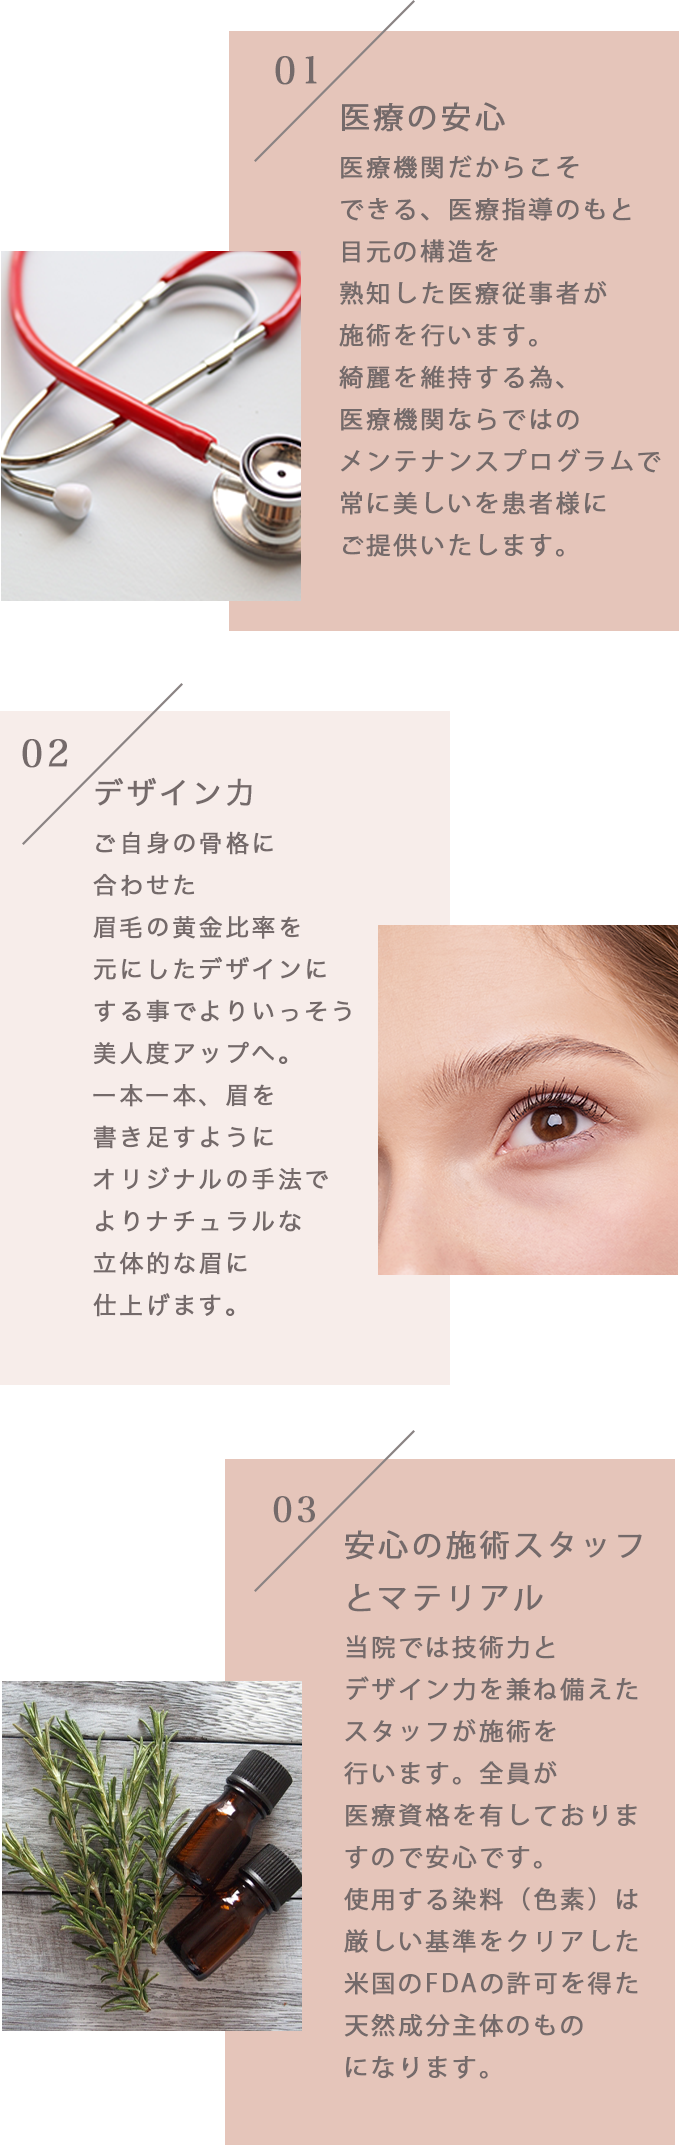 01
医療の安心
医療機関だからこそ
できる、医療指導のもと
目元の構造を
熟知した医療従事者が
施術を行います。
綺麗を維持する為、
医療機関ならではの
メンテナンスプログラムで
常に美しいを患者様に
ご提供いたします。
02
デザイン力
ご自身の骨格に
合わせた
眉毛の黄金比率を
元にしたデザインに
する事でよりいっそう
美人度アップへ。
一本一本、眉を
書き足すように
オリジナルの手法で
よりナチュラルな
立体的な眉に
仕上げます。
03
安心の施術スタッフ
とマテリアル
当院では技術力と
デザイン力を兼ね備えた
スタッフが施術を
行います。全員が
医療資格を有しておりま
すので安心です。
使用する染料（色素）は
厳しい基準をクリアした
米国のFDAの許可を得た
天然成分主体のもの
になります。